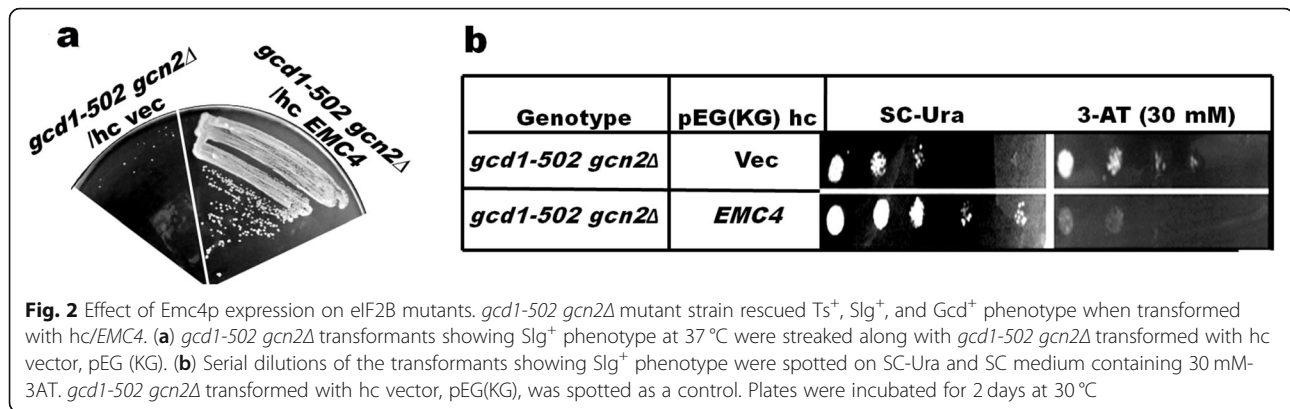 a
gcd1-502 gcn2Δ
/hc vec
gcd1-502 gcn2Δ
/hc EMC4
b
Genotype pEG(KG) hc SC-Ura 3-AT (30 mM)
gcd1-502 gcn2Δ Vec
gcd1-502 gcn2Δ EMC4
Fig. 2 Effect of Emc4p expression on eIF2B mutants. gcd1-502 gcn2Δ mutant strain rescued Ts⁺, Slg⁺, and Gcd⁺ phenotype when transformed
with hc/EMC4. (a) gcd1-502 gcn2Δ transformants showing Slg⁺ phenotype at 37 °C were streaked along with gcd1-502 gcn2Δ transformed with hc
vector, pEG (KG). (b) Serial dilutions of the transformants showing Slg⁺ phenotype were spotted on SC-Ura and SC medium containing 30 mM-
3AT. gcd1-502 gcn2Δ transformed with hc vector, pEG(KG), was spotted as a control. Plates were incubated for 2 days at 30 °C